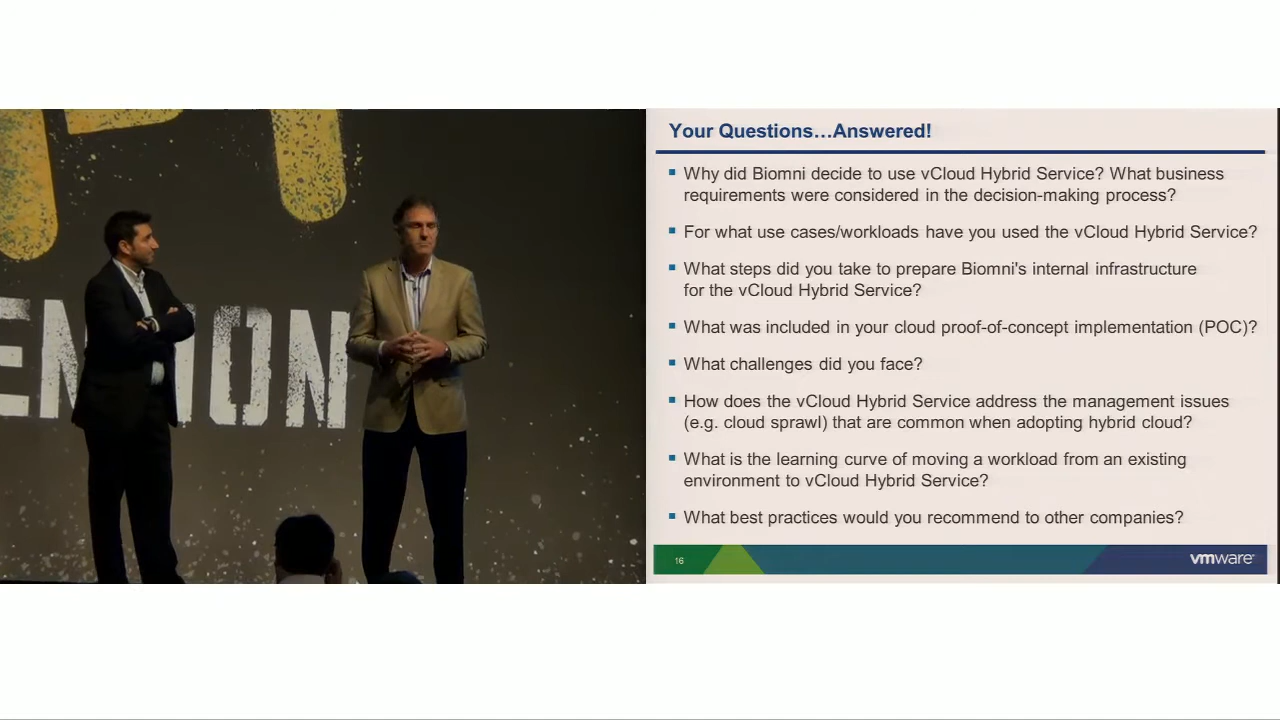 EN ION
Your Questions…Answered!
Why did Biomni decide to use vCloud Hybrid Service? What business
requirements were considered in the decision-making process?
For what use cases/workloads have you used the vCloud Hybrid Service?
What steps did you take to prepare Biomni's internal infrastructure
for the vCloud Hybrid Service?
What was included in your cloud proof-of-concept implementation (POC)?
What challenges did you face?
How does the vCloud Hybrid Service address the management issues
(e.g. cloud sprawl) that are common when adopting hybrid cloud?
What is the learning curve of moving a workload from an existing
environment to vCloud Hybrid Service?
What best practices would you recommend to other companies?
16
vmware